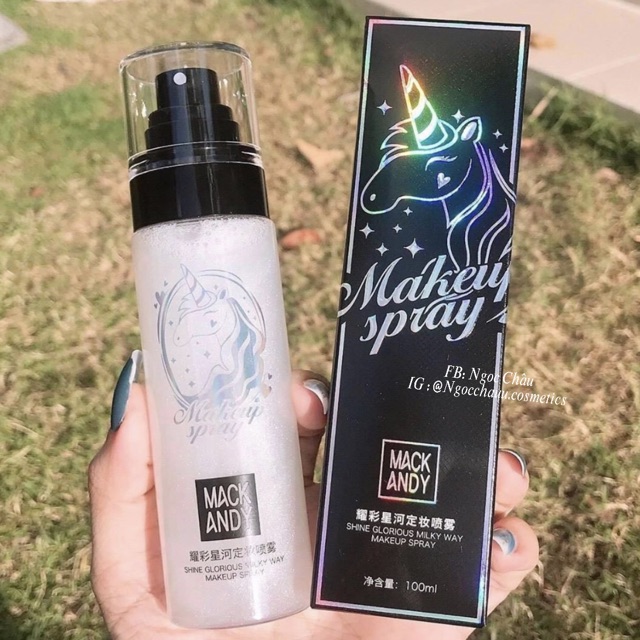 Makeup
spray
MACK
ANDY
耀彩星河定妆喷雾
SHINE GLORIOUS MILKY WAY
MAKEUP SPRAY
Makeup
spray
FB: Ngoc Châu
IG : @Ngocchauu.cosmetics
MACK
ANDY
耀彩星河定妆喷雾
SHINE GLORIOUS MILKY WAY
MAKEUP SPRAY
净含量: 100ml